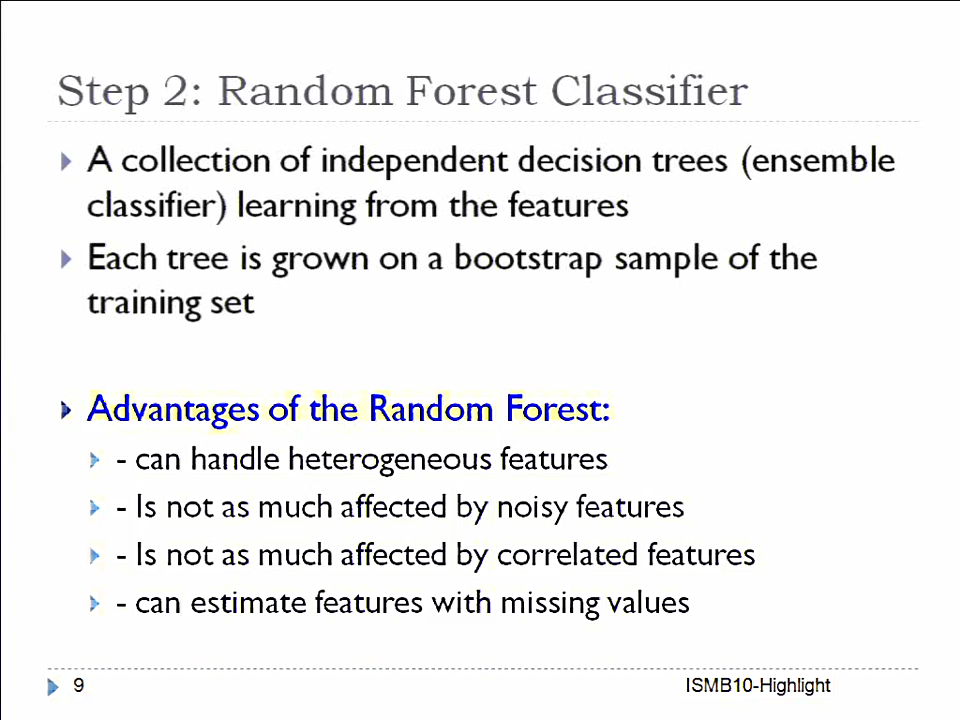 Step 2: Random Forest Classifier
A collection of independent decision trees (ensemble
classifier) learning from the features
Each tree is grown on a bootstrap sample of the
training set
Advantages of the Random Forest:
- can handle heterogeneous features
- Is not as much affected by noisy features
- Is not as much affected by correlated features
- can estimate features with missing values
9
ISMB10-Highlight